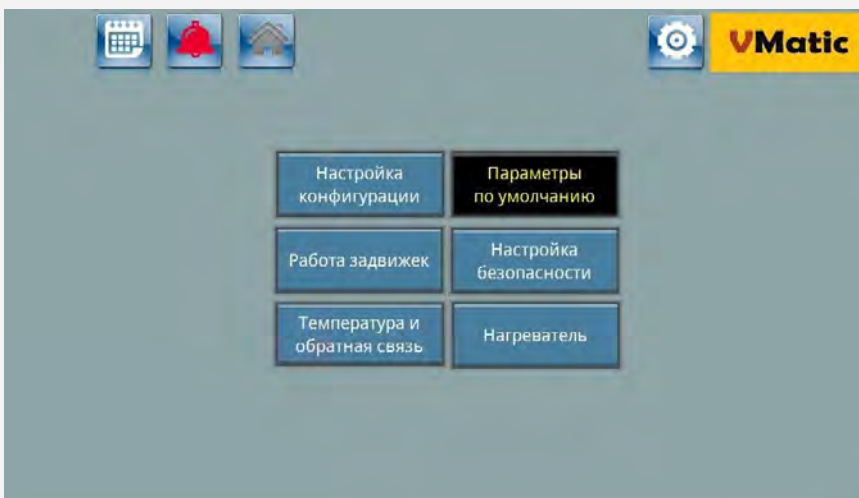 VMatic
Настройка
конфигурации
Параметры
по умолчанию
Работа задвижек
Настройка
безопасности
Температура и
обратная связь
Нагреватель